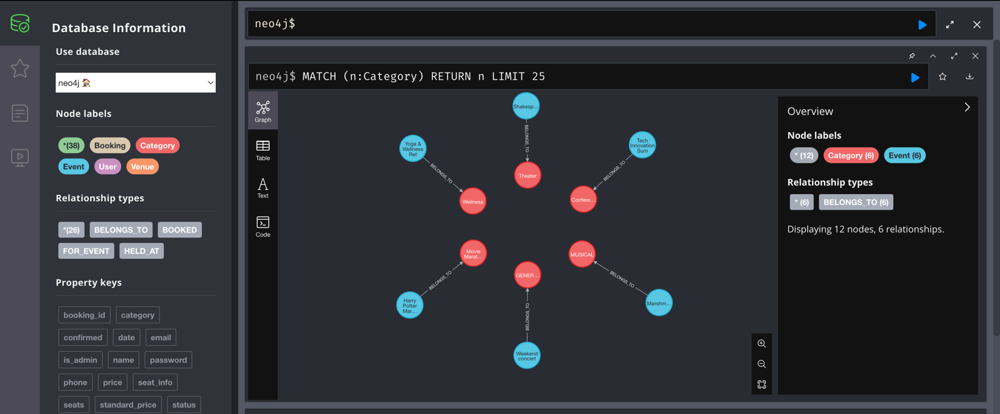 Database Information
Use database
neo4j 🏠
Node labels
*(38) Booking Category
Event User Venue
Relationship types
*(26) BELONGS_TO BOOKED
FOR_EVENT HELD_AT
Property keys
booking_id category
confirmed date email
is_admin name password
phone price seat_info
seats standard_price status
neo4j$
neo4j$ MATCH (n:Category) RETURN n LIMIT 25
Graph
Table
Text
Code
Shakesp...
BELONGS_TO
Theater
Yoga &
Wellness
Ret
BELONGS_TO
Wellness
Tech
Innovation
Sum
BELONGS_TO
Confere...
Movie
Marat...
BELONGS_TO
Harry
Potter
Mar...
GENER...
BELONGS_TO
Weekend
concert
MUSICAL
BELONGS_TO
Marshm...
Overview
Node labels
* (12) Category (6) Event (6)
Relationship types
* (6) BELONGS_TO (6)
Displaying 12 nodes, 6 relationships.